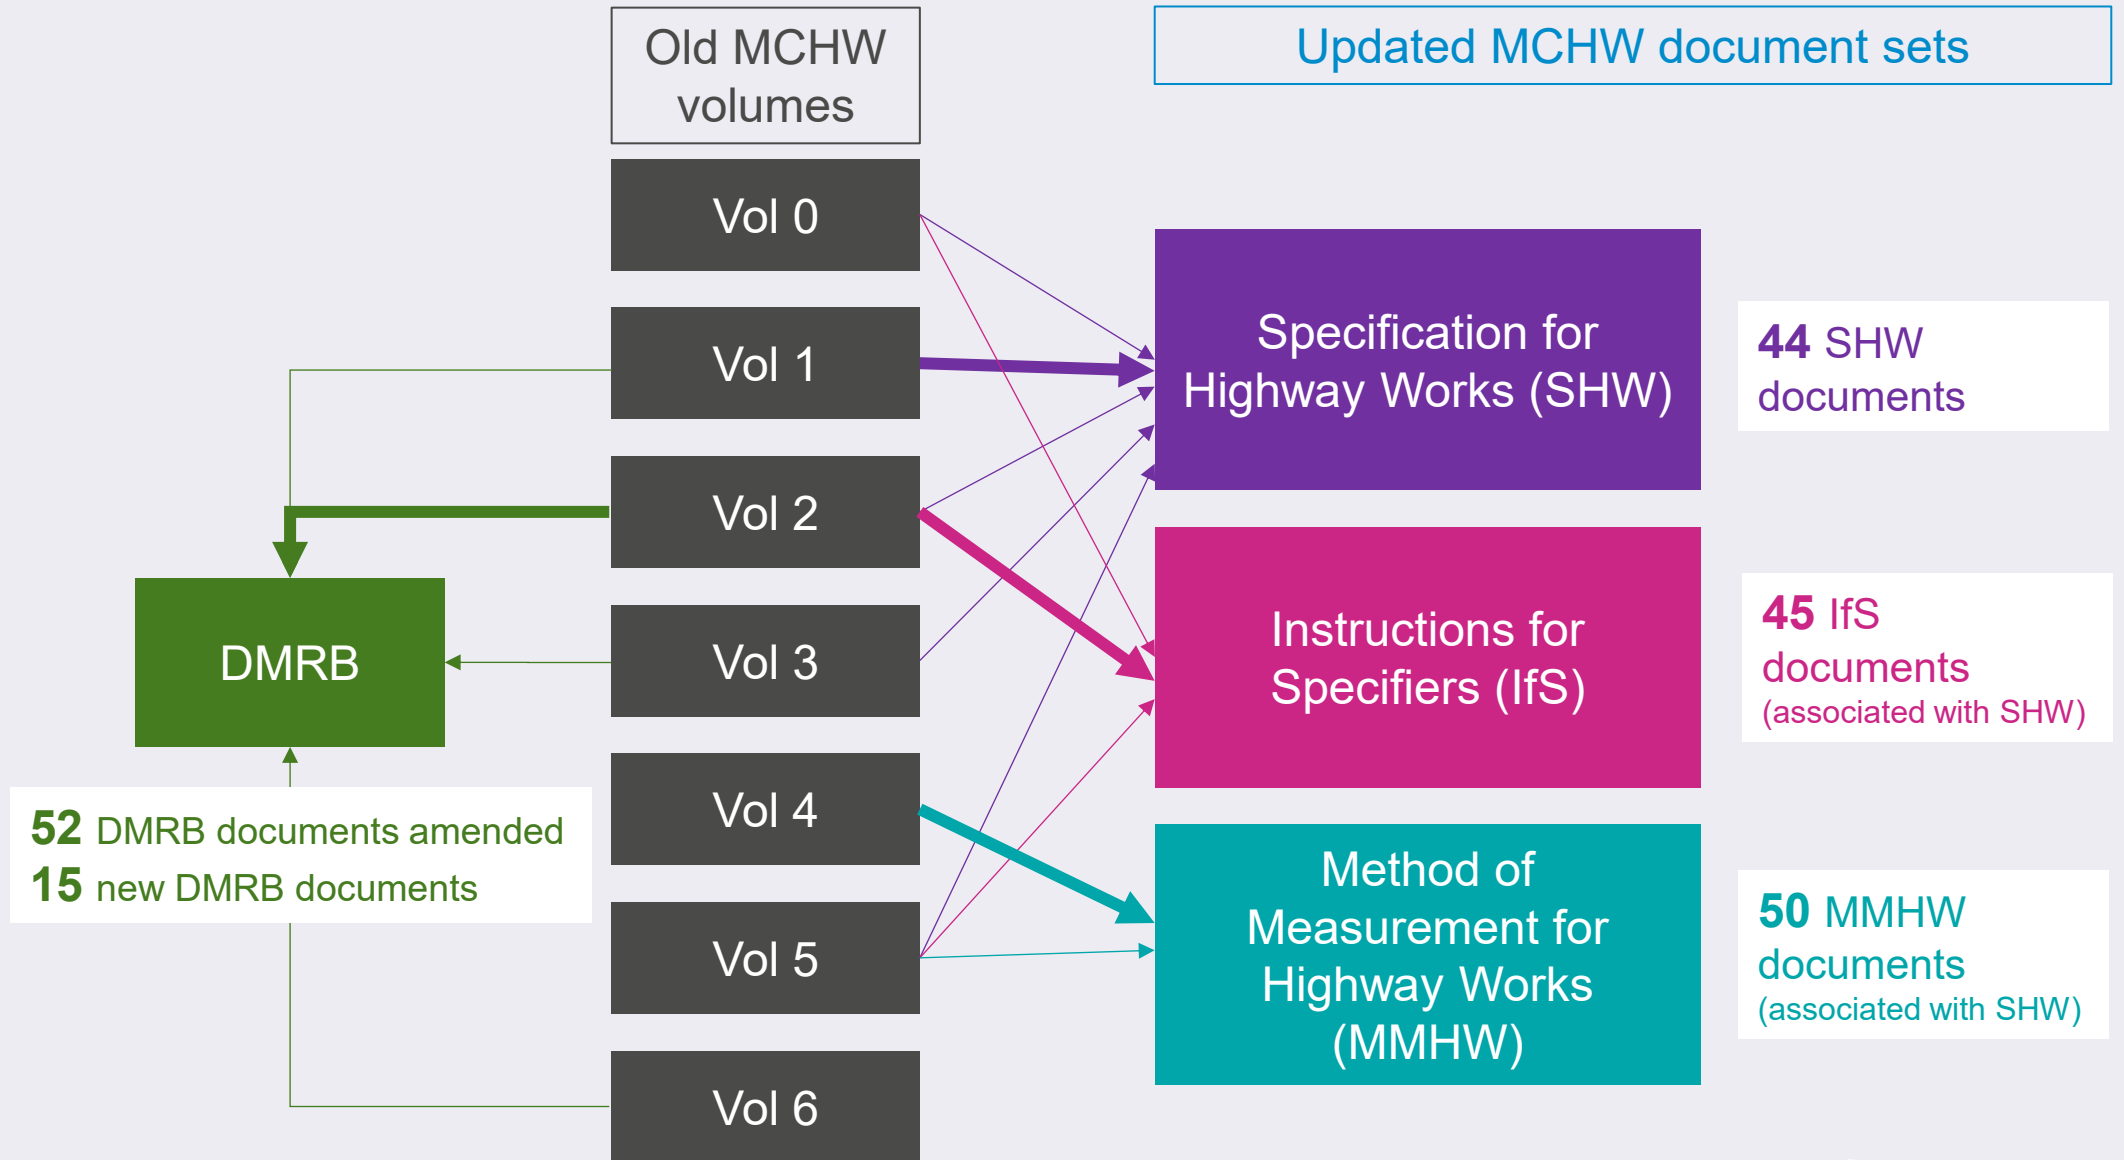 Old MCHW
volumes
Updated MCHW document sets
Vol 0
Vol 1
Vol 2
Vol 3
Vol 4
Vol 5
Vol 6
DMRB
52 DMRB documents amended
15 new DMRB documents
Specification for
Highway Works (SHW)
44 SHW
documents
Instructions for
Specifiers (IfS)
45 IfS
documents
(associated with SHW)
Method of
Measurement for
Highway Works
(MMHW)
50 MMHW
documents
(associated with SHW)